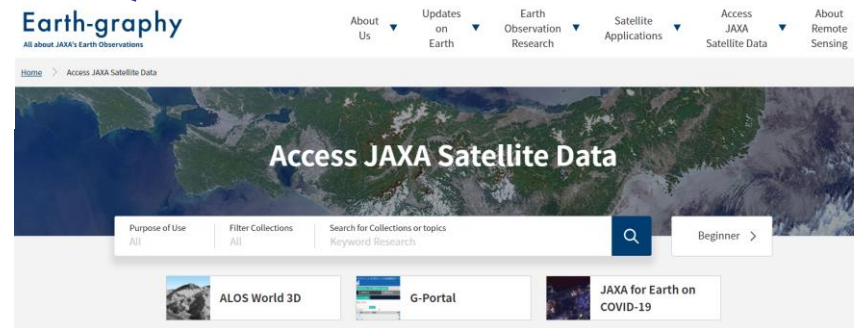 Earth-graphy
All about JAXA's Earth Observations
About
Us
Updates
on
Earth
Earth
Observation
Research
Satellite
Applications
Access
JAXA
Satellite Data
About
Remote
Sensing
Home > Access JAXA Satellite Data
Access JAXA Satellite Data
Purpose of Use
All
Filter Collections
All
Search for Collections or topics
Keyword Research
Beginner >
ALOS World 3D
G-Portal
JAXA for Earth on
COVID-19